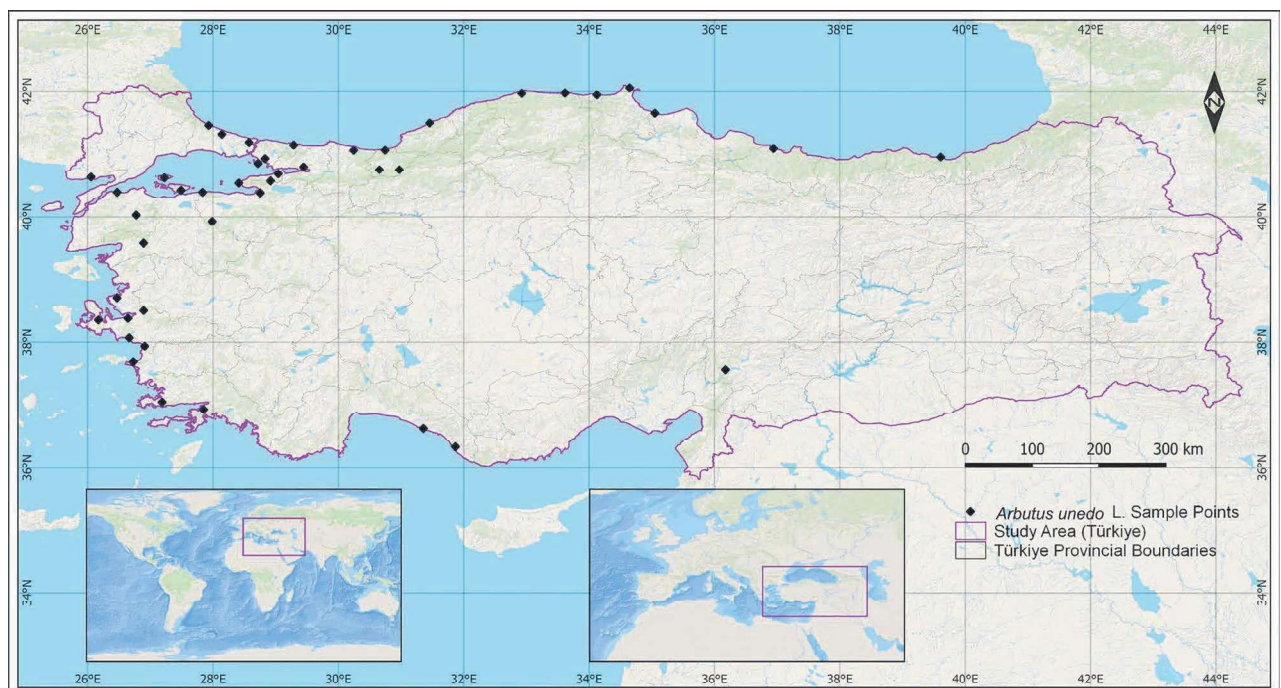 26°E 28°E 30°E 32°E 34°E 36°E 38°E 40°E 42°E 44°E
42°N 42°N
N
40°N 40°N
38°N 38°N
36°N 36°N
0 100 200 300 km
Arbutus unedo L. Sample Points
Study Area (Türkiye)
Türkiye Provincial Boundaries
34°N 34°N
26°E 28°E 30°E 32°E 34°E 36°E 38°E 40°E 42°E 44°E